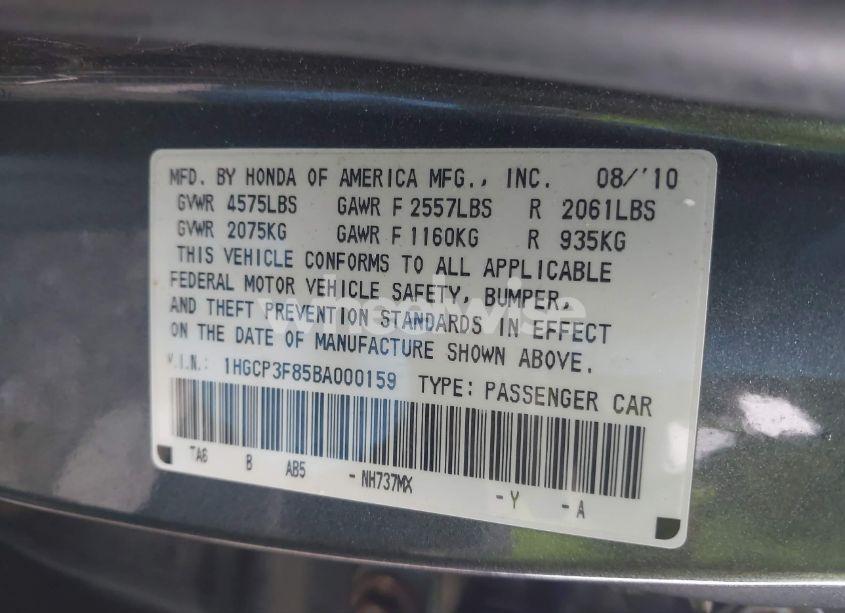 MFD. BY HONDA OF AMERICA MFG., INC. 08/'10
GVWR 4575LBS GAWR F 2557LBS R 2061LBS
GVWR 2075KG GAWR F 1160KG R 935KG
THIS VEHICLE CONFORMS TO ALL APPLICABLE
FEDERAL MOTOR VEHICLE SAFETY, BUMPER,
AND THEFT PREVENTION STANDARDS IN EFFECT
ON THE DATE OF MANUFACTURE SHOWN ABOVE.
V.I.N.: 1HGCP3F85BA000159 TYPE: PASSENGER CAR
TA6 B AB5 - NH737MX - Y - A
wheelwise